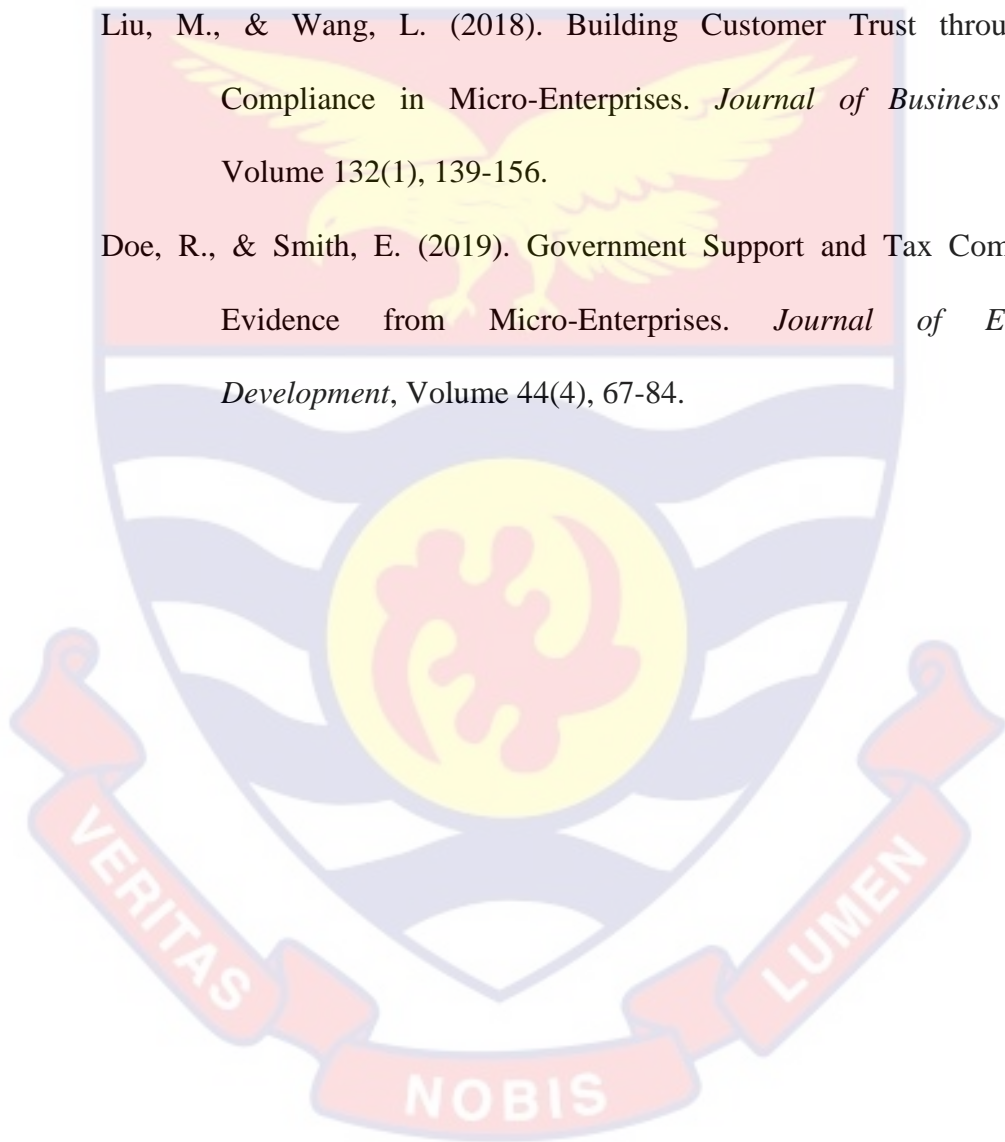 Liu, M., & Wang, L. (2018). Building Customer Trust throu
Compliance in Micro-Enterprises. Journal of Business
Volume 132(1), 139-156.
Doe, R., & Smith, E. (2019). Government Support and Tax Com
Evidence from Micro-Enterprises. Journal of E
Development, Volume 44(4), 67-84.
VERITAS
NOBIS
LUMEN